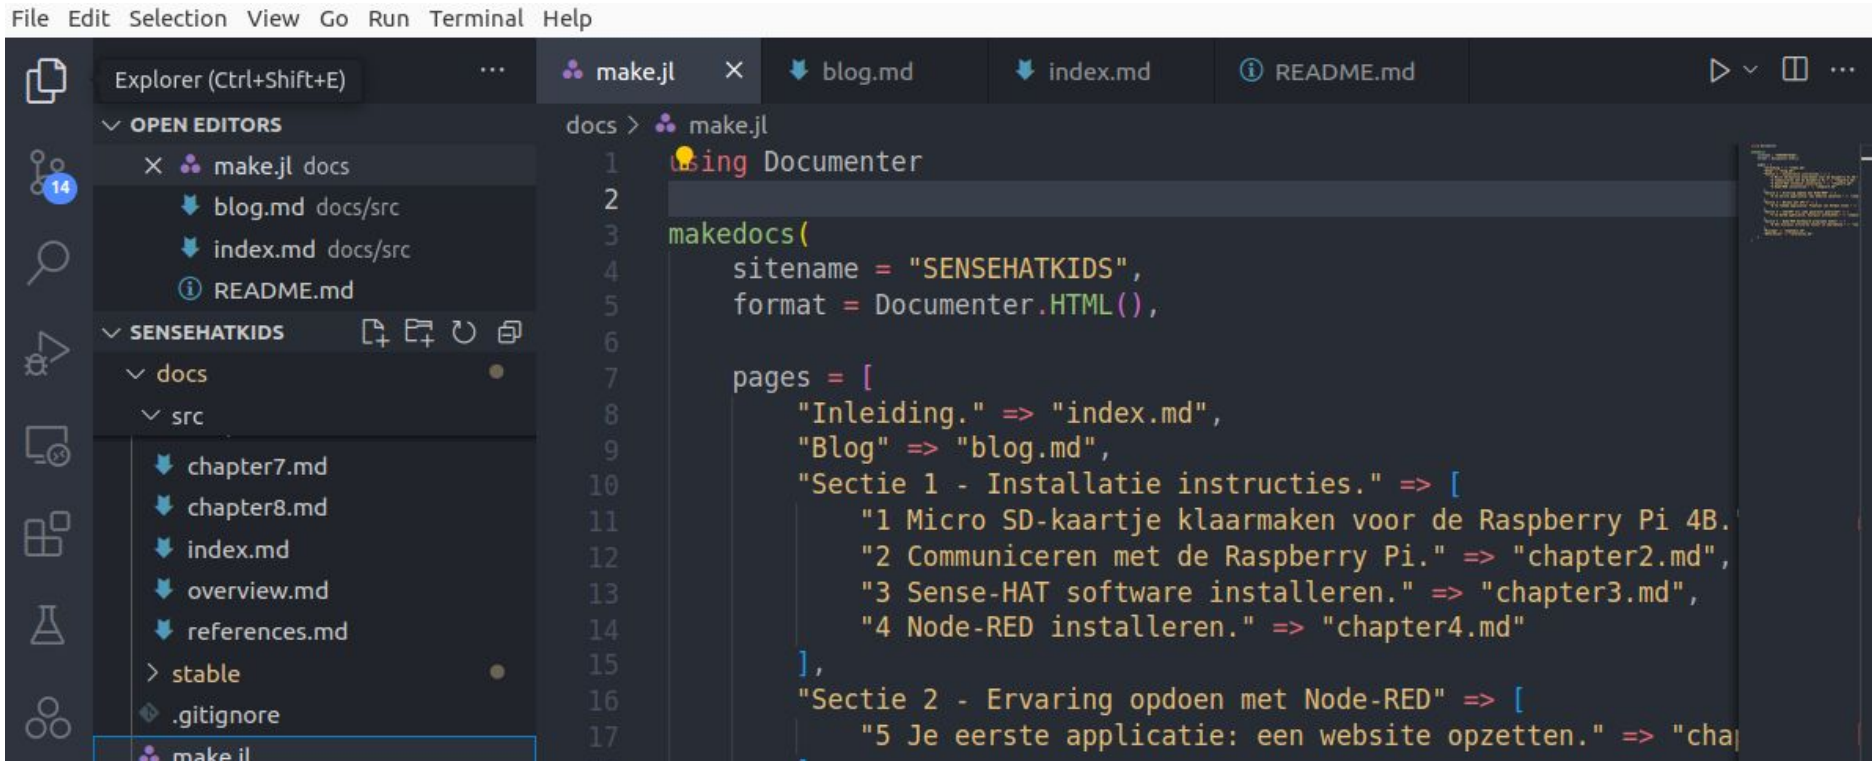 File Edit Selection View Go Run Terminal Help
Explorer (Ctrl+Shift+E)
make.jl
blog.md
index.md
README.md
OPEN EDITORS
make.jl docs
blog.md docs/src
index.md docs/src
README.md
SENSEHATKIDS
docs
src
chapter7.md
chapter8.md
index.md
overview.md
references.md
stable
.gitignore
make.jl
14
docs > make.jl
1 using Documenter
2
3 makedocs(
4 sitename = "SENSEHATKIDS",
5 format = Documenter.HTML(),
6
7 pages = [
8 "Inleiding." => "index.md",
9 "Blog" => "blog.md",
10 "Sectie 1 - Installatie instructies." => [
11 "1 Micro SD-kaartje klaarmaken voor de Raspberry Pi 4B.
12 "2 Communiceren met de Raspberry Pi." => "chapter2.md",
13 "3 Sense-HAT software installeren." => "chapter3.md",
14 "4 Node-RED installeren." => "chapter4.md"
15 ],
16 "Sectie 2 - Ervaring opdoen met Node-RED" => [
17 "5 Je eerste applicatie: een website opzetten." => "cha